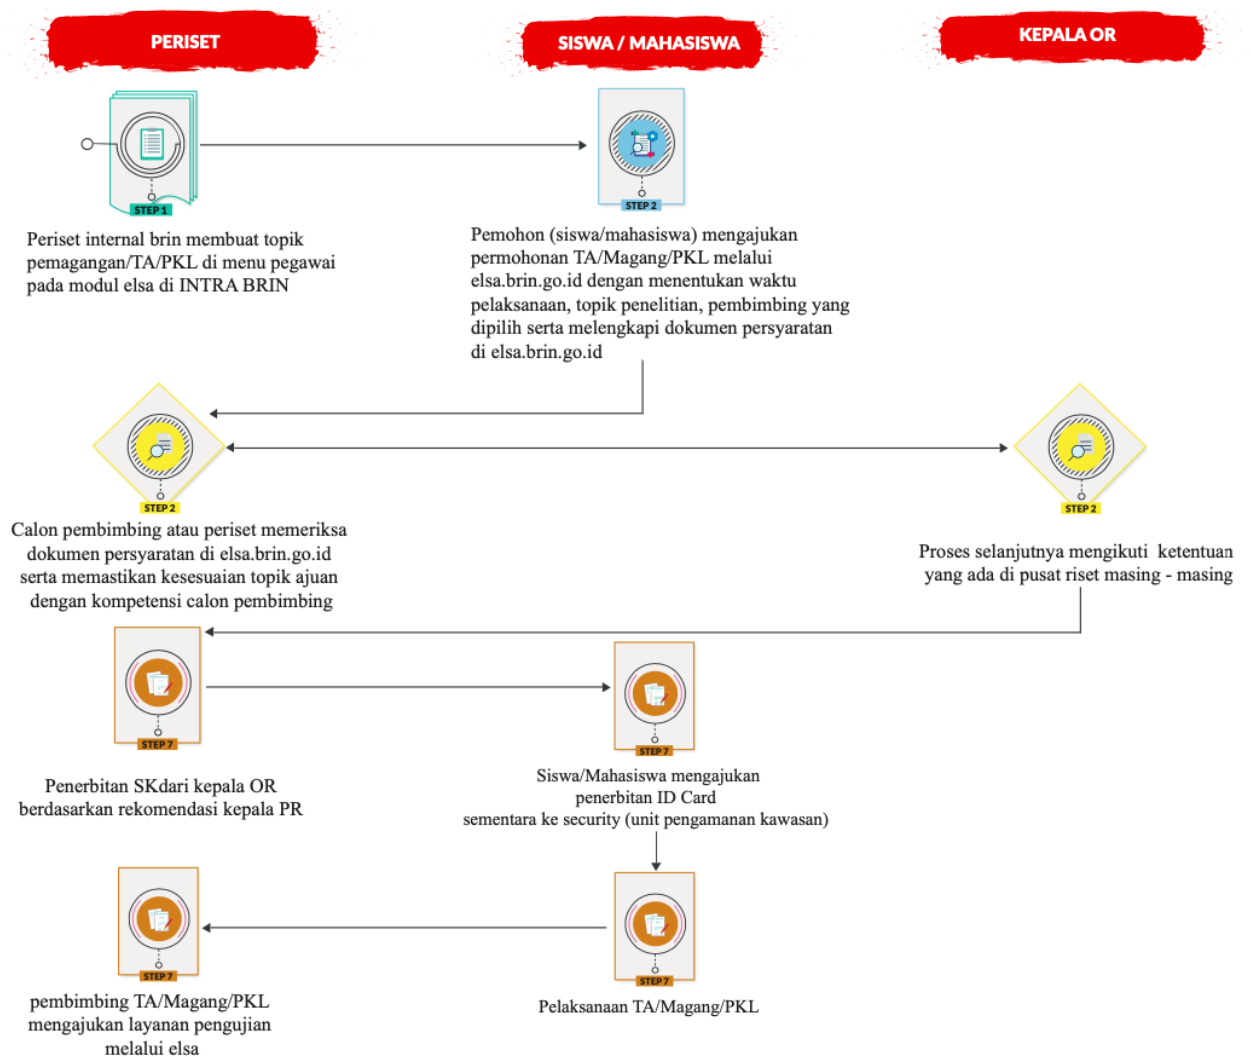 PERISET
SISWA / MAHASISWA
KEPALA OR
STEP 1
Periset internal brin membuat topik
pemagangan/TA/PKL di menu pegawai
pada modul elsa di INTRA BRIN
STEP 2
Pemohon (siswa/mahasiswa) mengajukan
permohonan TA/Magang/PKL melalui
elsa.brin.go.id dengan menentukan waktu
pelaksanaan, topik penelitian, pembimbing yang
dipilih serta melengkapi dokumen persyaratan
di elsa.brin.go.id
STEP 2
Calon pembimbing atau periset memeriksa
dokumen persyaratan di elsa.brin.go.id
serta memastikan kesesuaian topik ajuan
dengan kompetensi calon pembimbing
STEP 2
Proses selanjutnya mengikuti ketentuan
yang ada di pusat riset masing - masing
STEP 7
Penerbitan SKdari kepala OR
berdasarkan rekomendasi kepala PR
STEP 7
Siswa/Mahasiswa mengajukan
penerbitan ID Card
sementara ke security (unit pengamanan kawasan)
STEP 7
Pelaksanaan TA/Magang/PKL
STEP 7
pembimbing TA/Magang/PKL
mengajukan layanan pengujian
melalui elsa